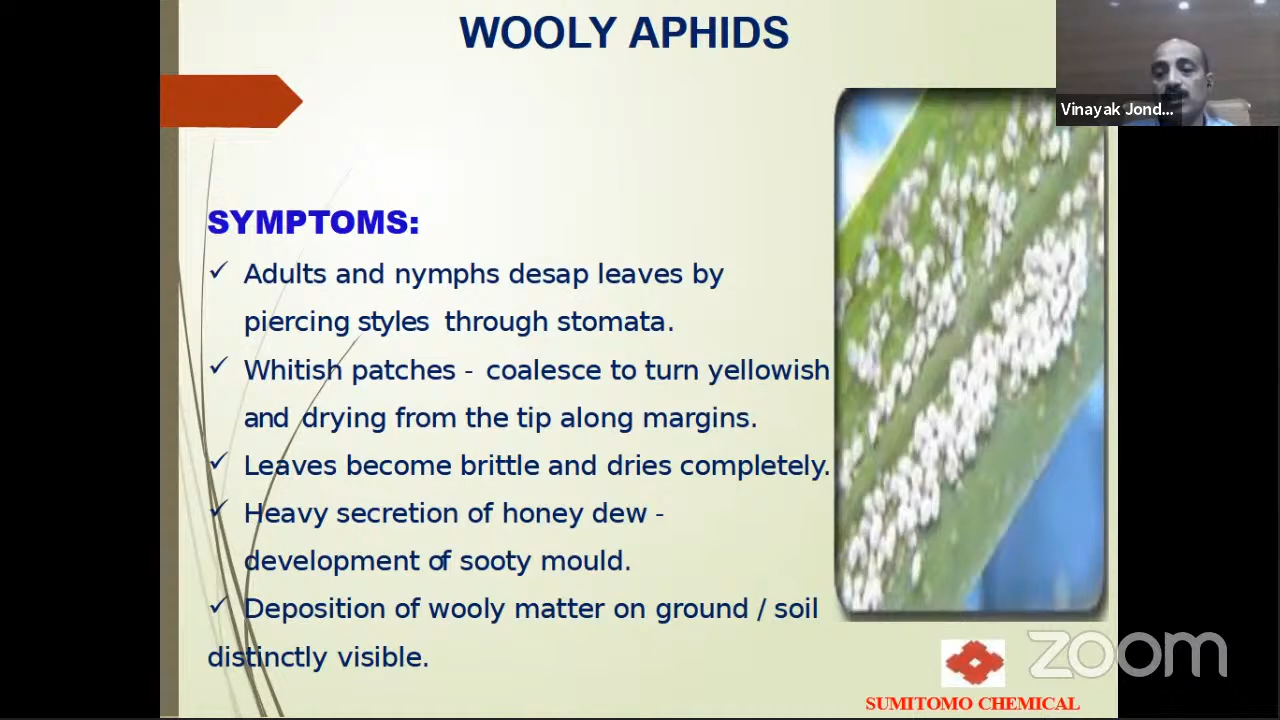 WOOLY APHIDS
Vinayak Jond...
SYMPTOMS:
✓ Adults and nymphs desap leaves by
piercing styles through stomata.
✓ Whitish patches - coalesce to turn yellowish
and drying from the tip along margins.
✓ Leaves become brittle and dries completely.
✓ Heavy secretion of honey dew -
development of sooty mould.
✓ Deposition of wooly matter on ground / soil
distinctly visible.
zoom
SUMITOMO CHEMICAL